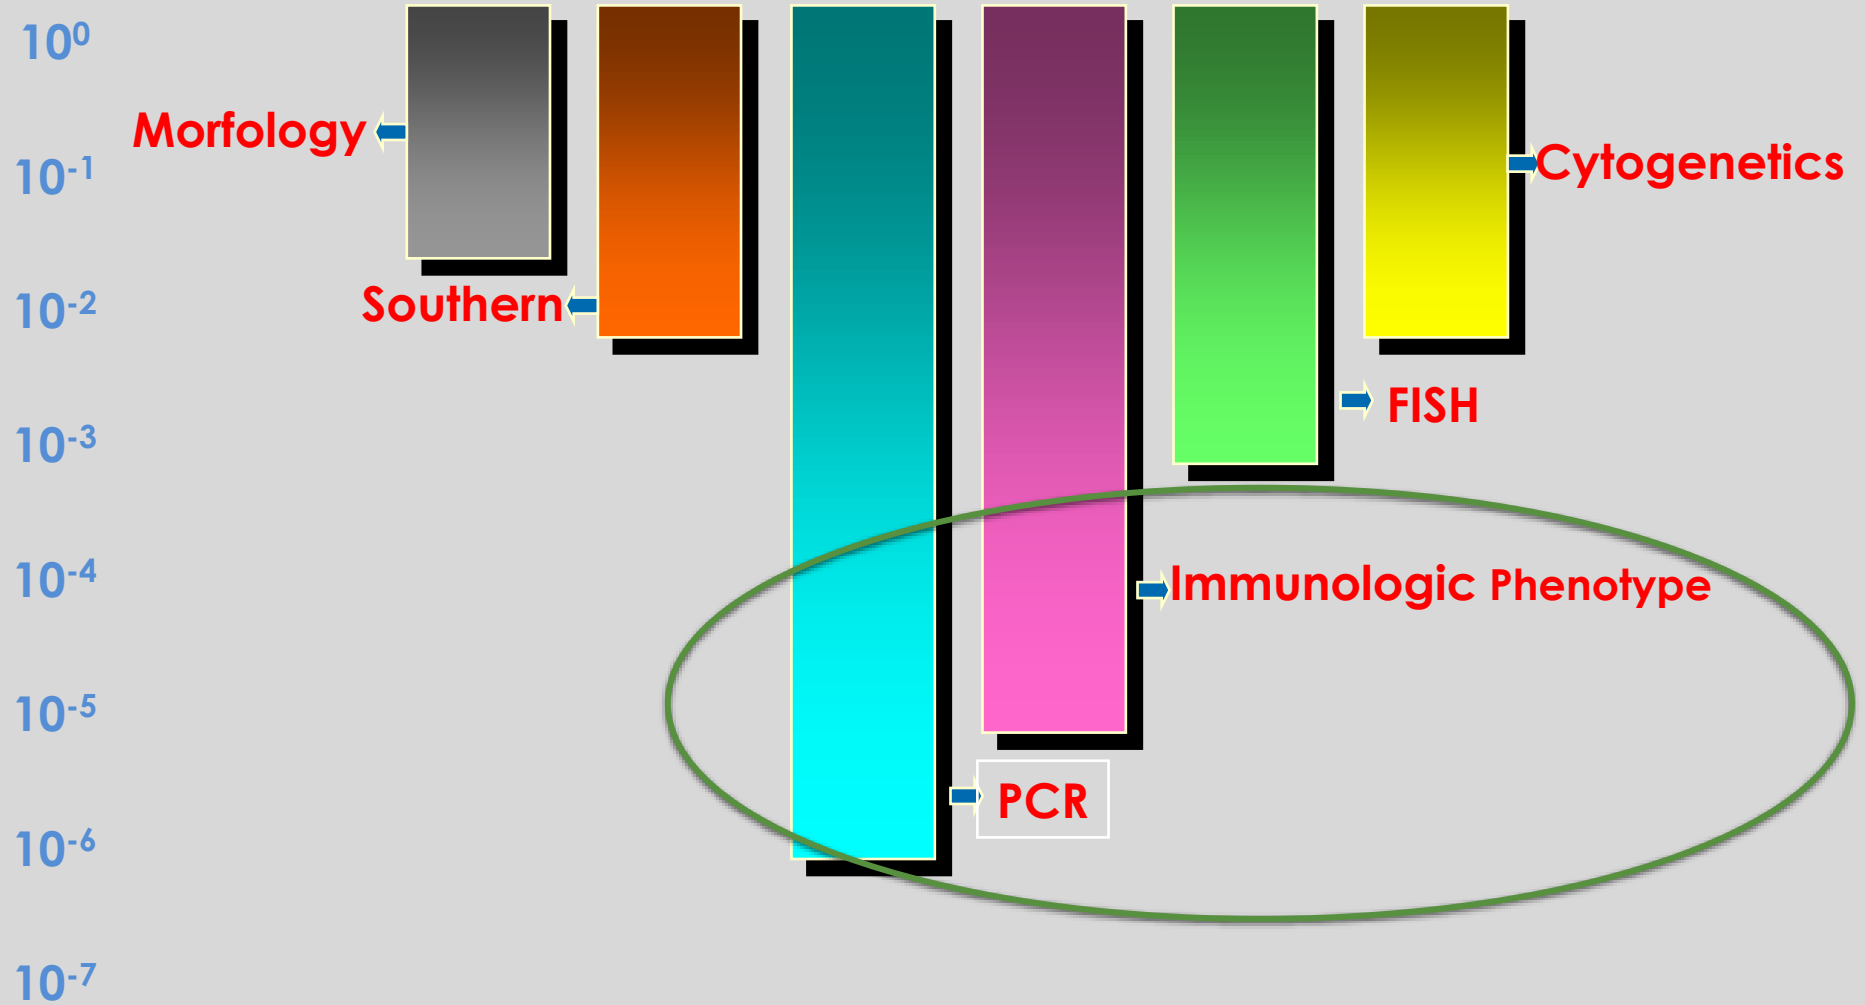 10⁰
Morfology
10⁻¹
Cytogenetics
10⁻²
Southern
FISH
10⁻³
10⁻⁴
Immunologic Phenotype
10⁻⁵
PCR
10⁻⁶
10⁻⁷